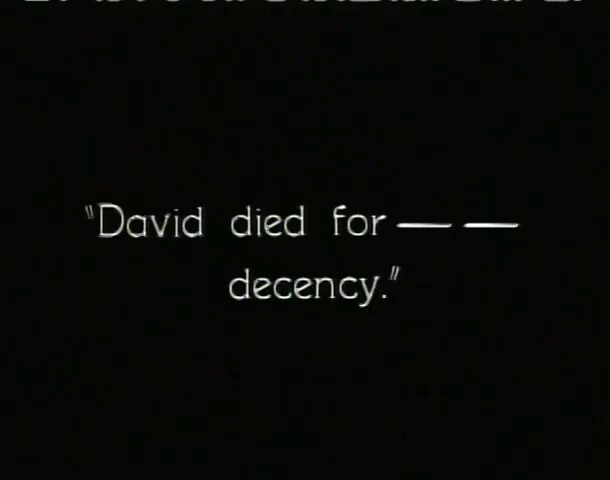 "David died for — —
decency."